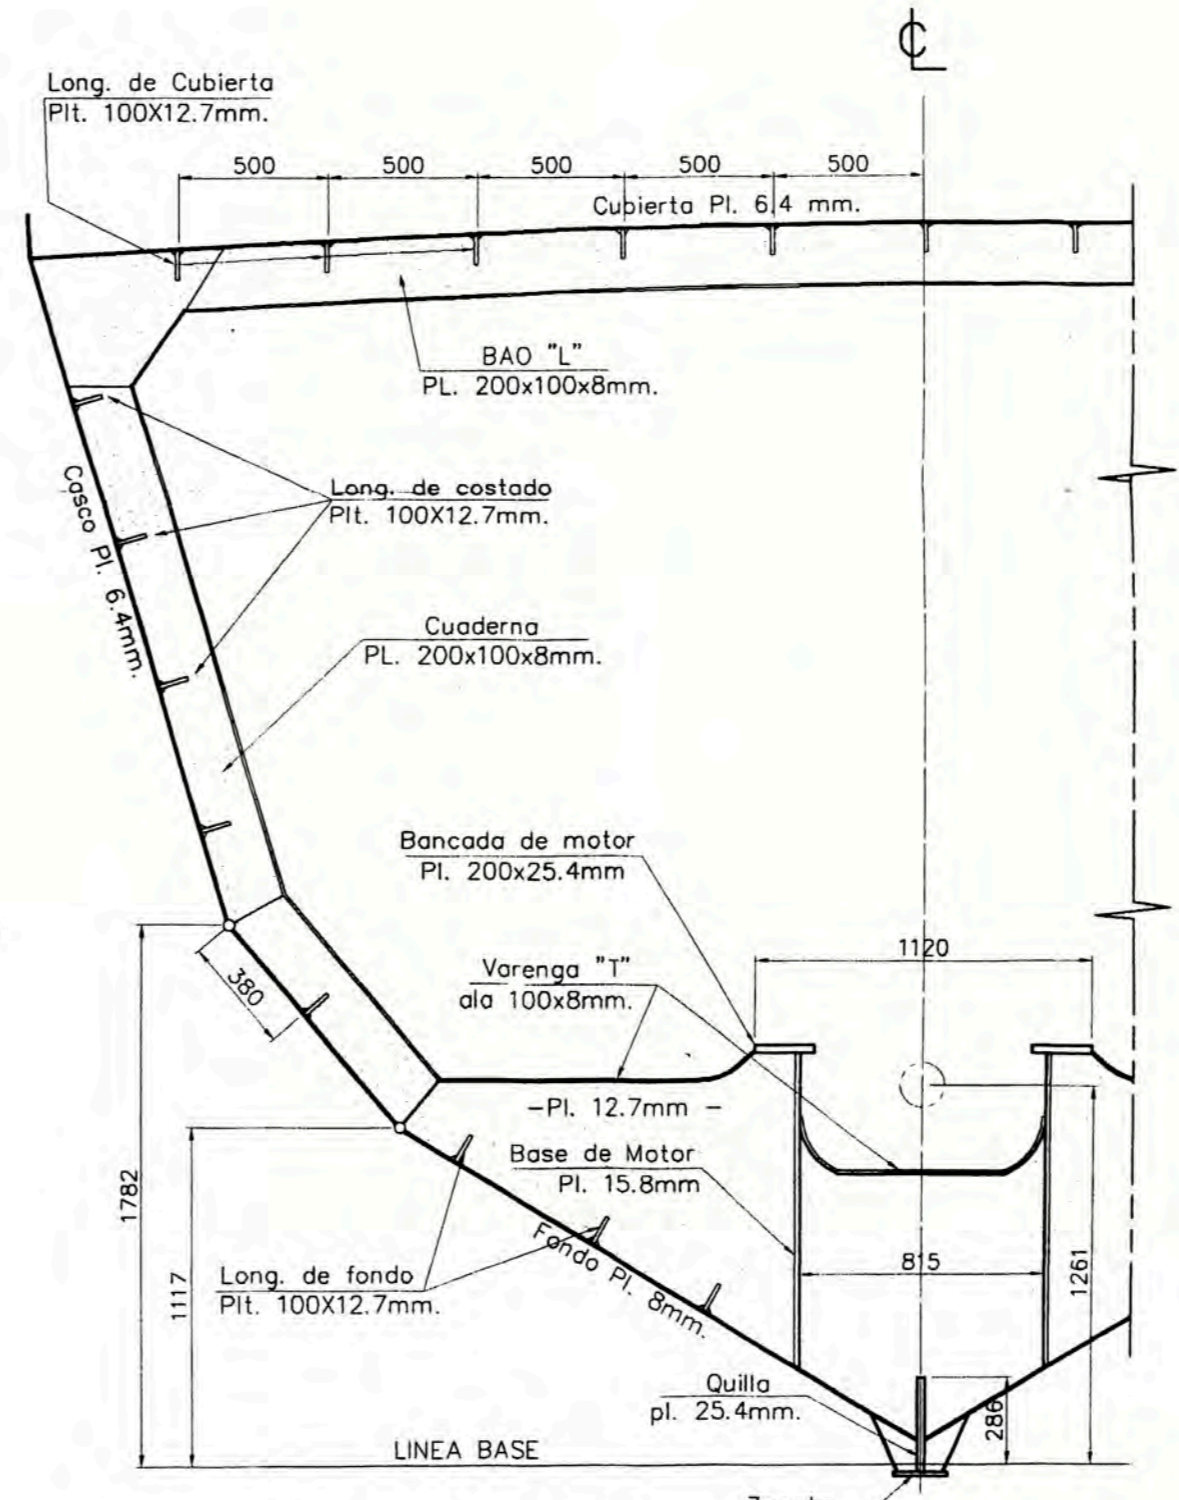 ℄
Long. de Cubierta
Plt. 100X12.7mm.
500
500
500
500
500
Cubierta Pl. 6.4 mm.
BAO "L"
PL. 200x100x8mm.
Casco Pl. 6.4mm.
Long. de costado
Plt. 100X12.7mm.
Cuaderna
PL. 200x100x8mm.
Bancada de motor
Pl. 200x25.4mm
1120
380
Varenga "T"
ala 100x8mm.
-Pl. 12.7mm -
Base de Motor
Pl. 15.8mm
1782
1117
Fondo Pl. 8mm.
815
1261
Long. de fondo
Plt. 100X12.7mm.
Quilla
pl. 25.4mm.
286
LINEA BASE